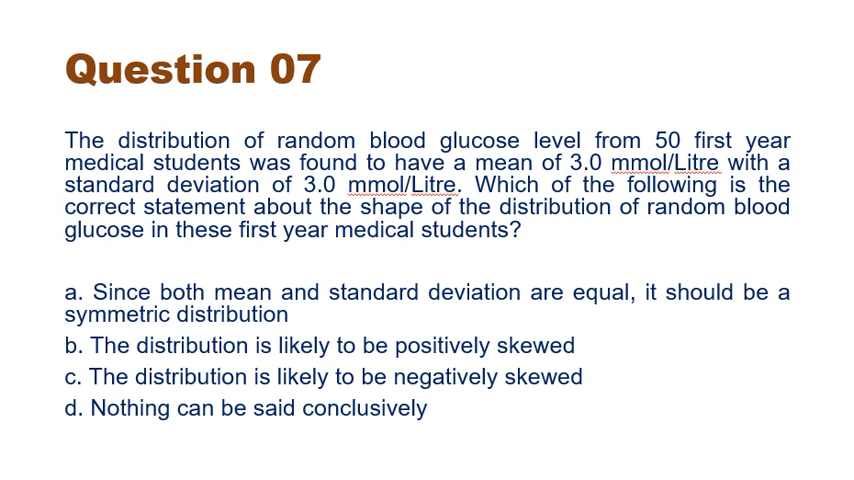 Question 07
The distribution of random blood glucose level from 50 first year
medical students was found to have a mean of 3.0 mmol/Litre with a
standard deviation of 3.0 mmol/Litre. Which of the following is the
correct statement about the shape of the distribution of random blood
glucose in these first year medical students?
a. Since both mean and standard deviation are equal, it should be a
symmetric distribution
b. The distribution is likely to be positively skewed
c. The distribution is likely to be negatively skewed
d. Nothing can be said conclusively